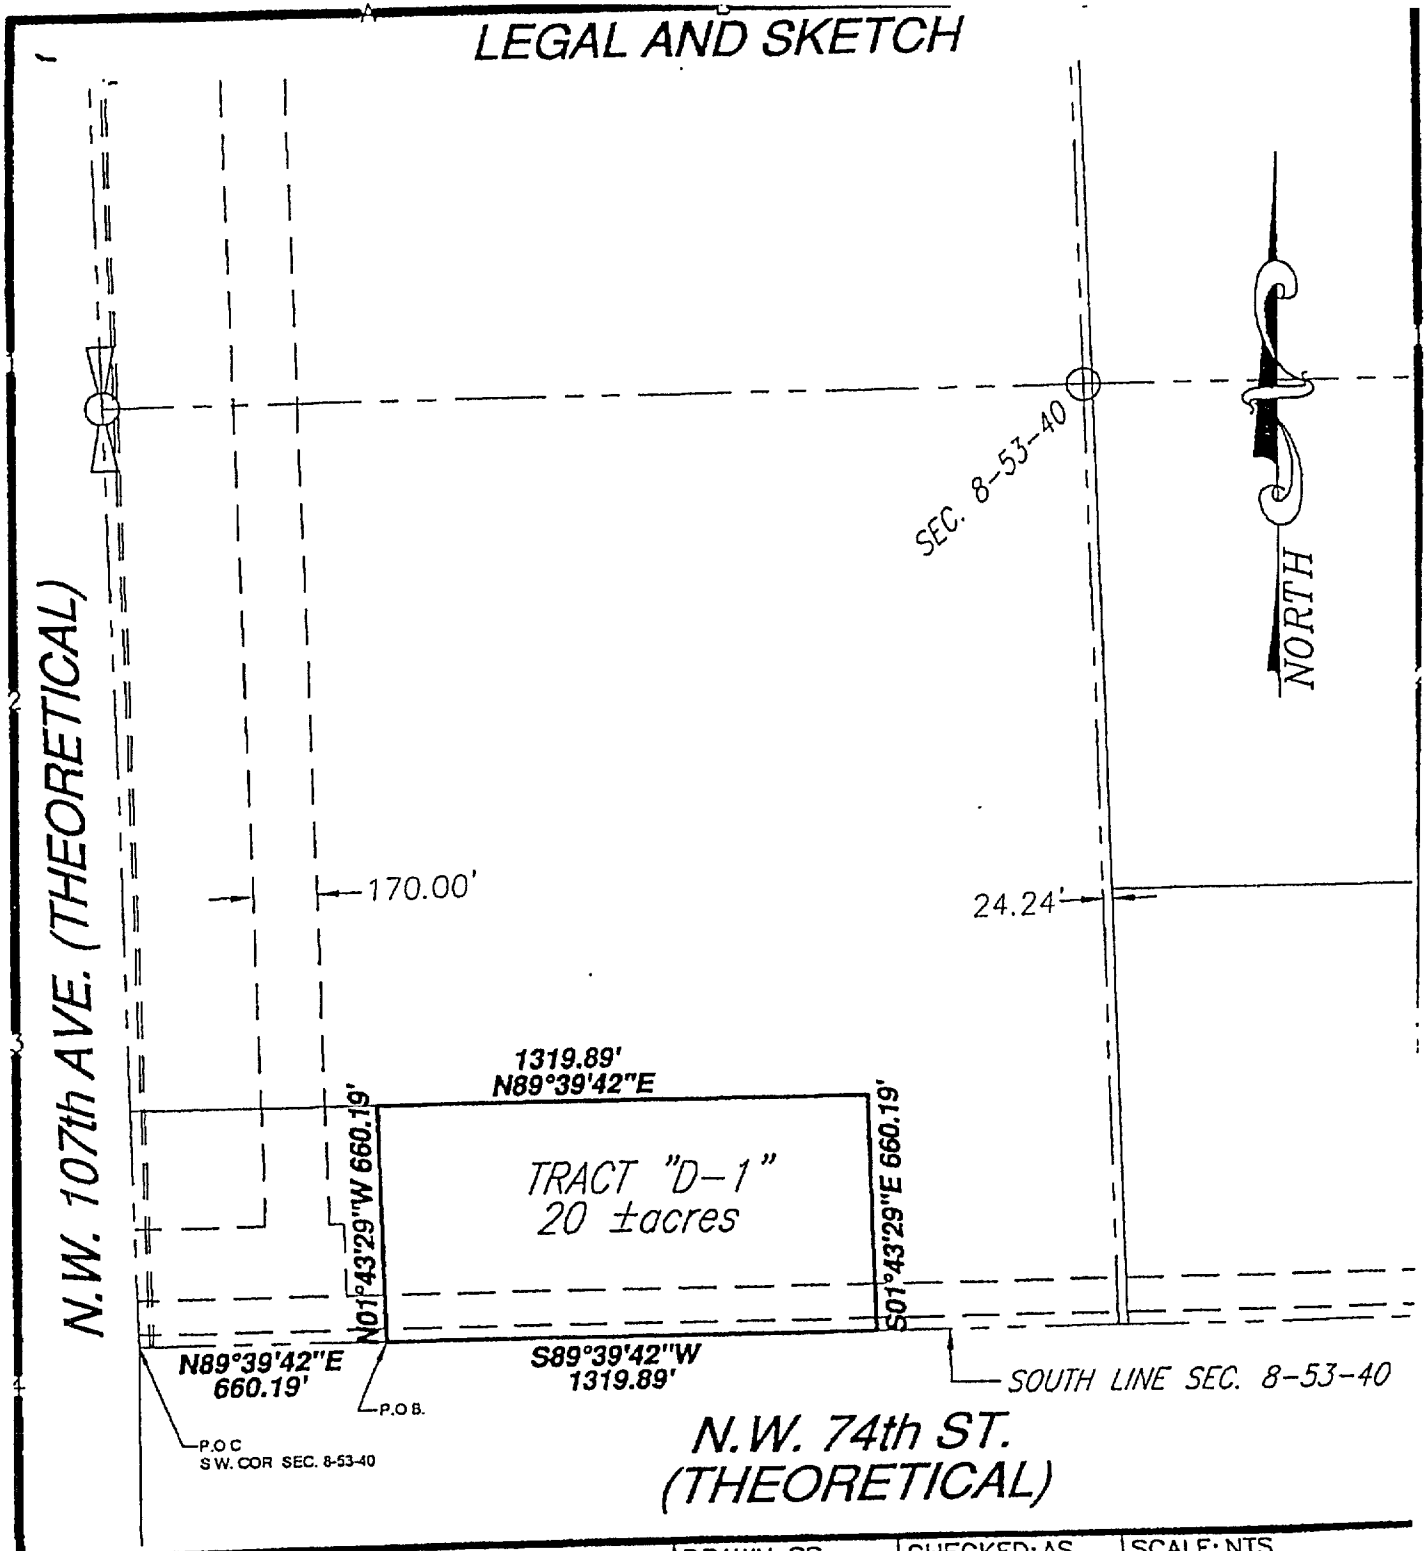 LEGAL AND SKETCH
SEC. 8-53-40
NORTH
N.W. 107th AVE. (THEORETICAL)
170.00'
24.24'
1319.89'
N89°39'42"E
N01°43'29"W 660.19'
TRACT "D-1"
20 ±acres
S01°43'29"E 660.19'
N89°39'42"E
660.19'
S89°39'42"W
1319.89'
SOUTH LINE SEC. 8-53-40
P.O.B.
P.O.C
S.W. COR SEC. 8-53-40
N.W. 74th ST.
(THEORETICAL)
CHECKED: AS
SCALE: NTS